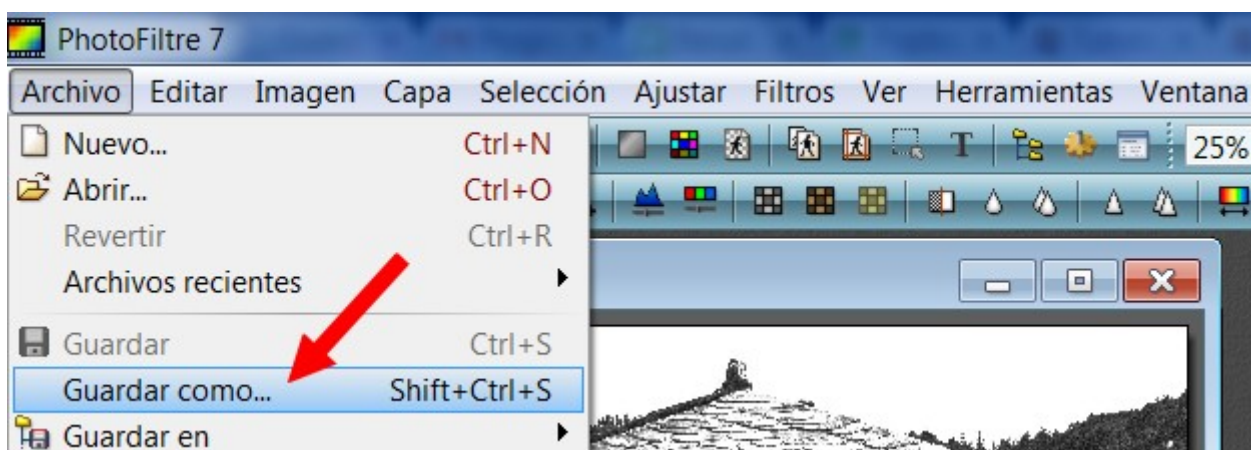 PhotoFiltre 7
Archivo Editar Imagen Capa Selección Ajustar Filtros Ver Herramientas Ventana
Nuevo... Ctrl+N
T 25%
Abrir... Ctrl+O
Revertir Ctrl+R
Archivos recientes
Guardar Ctrl+S
Guardar como... Shift+Ctrl+S
Guardar en